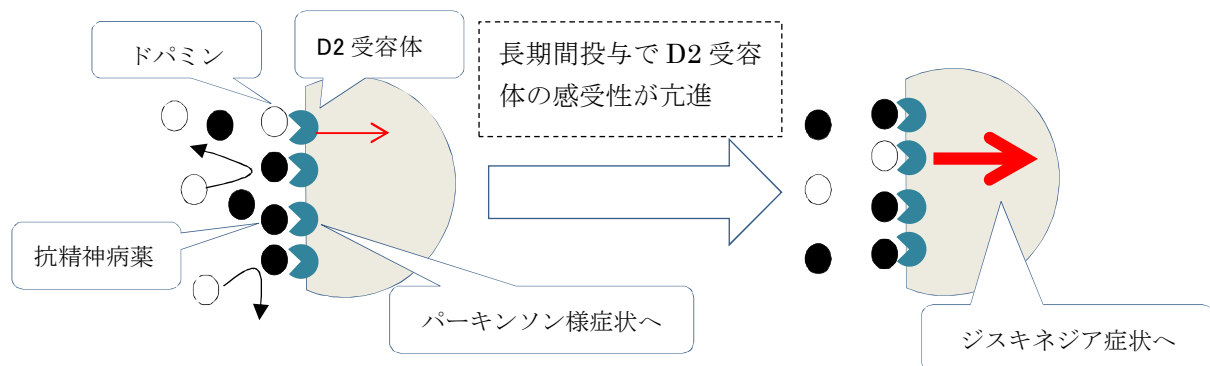 ドパミン
D2 受容体
長期間投与で D2 受容
体の感受性が亢進
抗精神病薬
パーキンソン様症状へ
ジスキネジア症状へ